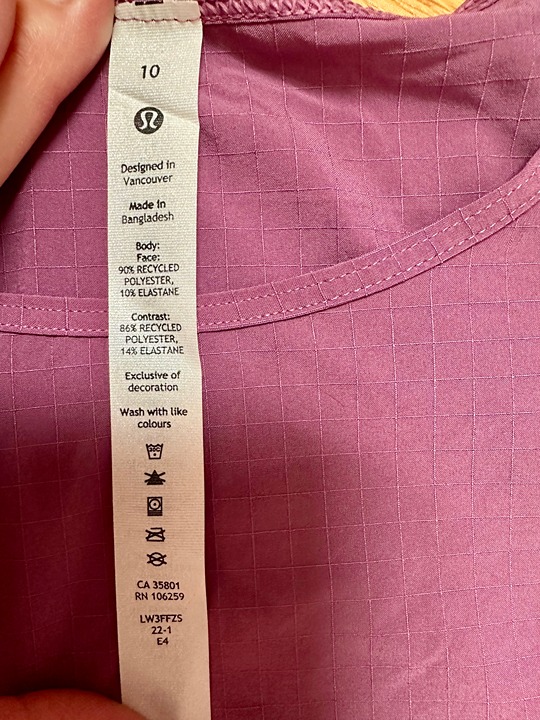 10
Designed in
Vancouver
Made in
Bangladesh
Body:
Face:
90% RECYCLED
POLYESTER,
10% ELASTANE
Contrast:
86% RECYCLED
POLYESTER,
14% ELASTANE
Exclusive of
decoration
Wash with like
colours
CA 35801
RN 106259
LW3FFZS
22-1
E4